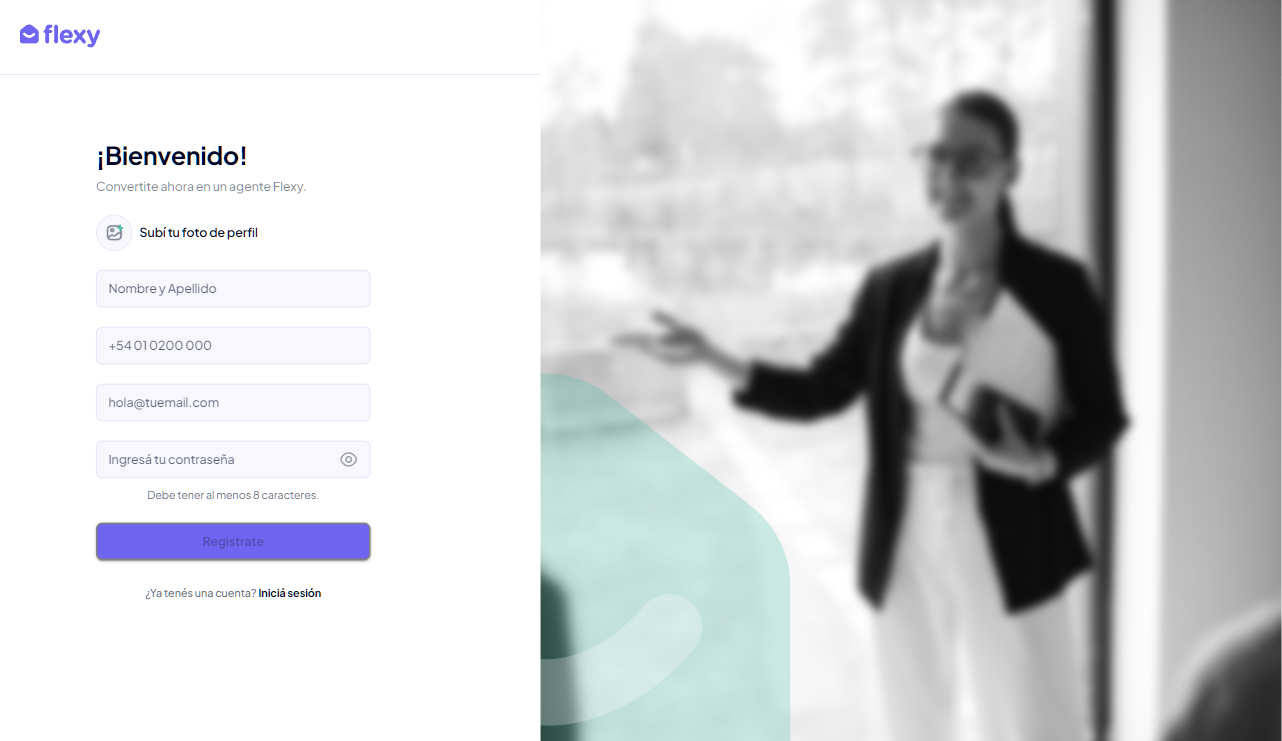 flexy
¡Bienvenido!
Convertite ahora en un agente Flexy.
Subí tu foto de perfil
Nombre y Apellido
+54 01 0200 000
hola@tuemail.com
Ingresá tu contraseña
Debe tener al menos 8 caracteres.
Registrate
¿Ya tenés una cuenta? Iniciá sesión